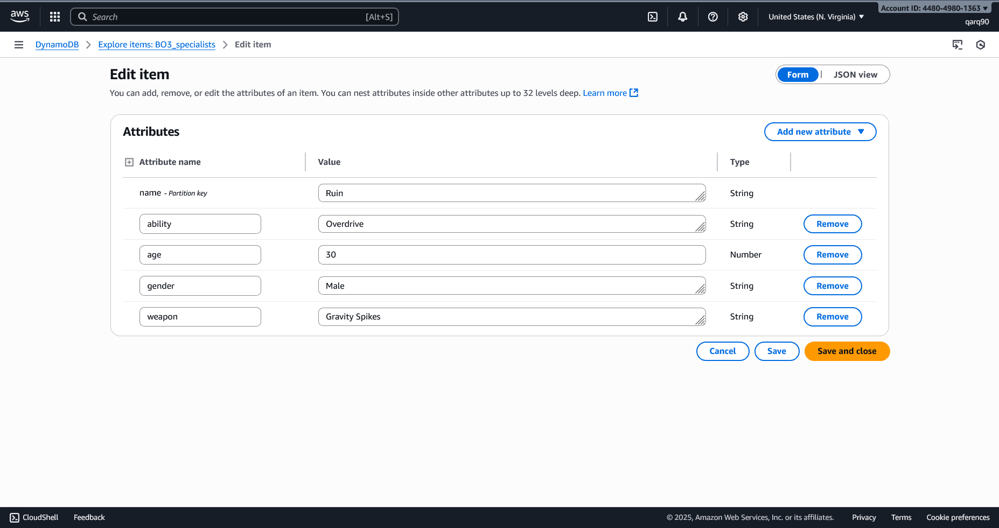 aws
Search [Alt+S]
United States (N. Virginia)
Account ID: 4480-4980-1363
qarq90
DynamoDB
Explore items: BO3_specialists
Edit item
Edit item
Form
JSON view
You can add, remove, or edit the attributes of an item. You can nest attributes inside other attributes up to 32 levels deep. Learn more
Attributes
Add new attribute
Attribute name Value Type
name - Partition key Ruin String
ability Overdrive String Remove
age 30 Number Remove
gender Male String Remove
weapon Gravity Spikes String Remove
Cancel Save Save and close
CloudShell Feedback © 2025, Amazon Web Services, Inc. or its affiliates. Privacy Terms Cookie preferences